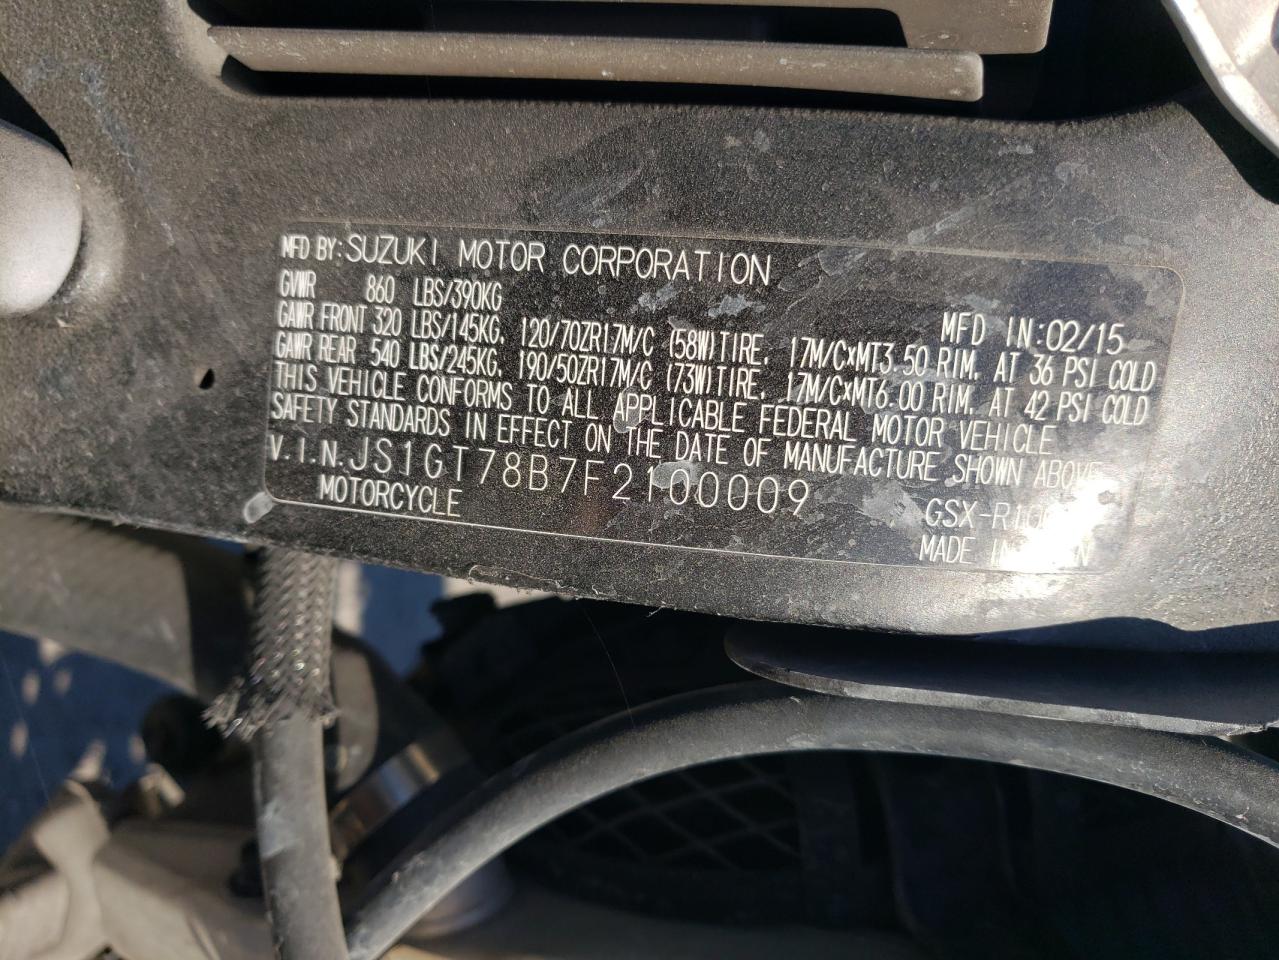 MFD BY: SUZUKI MOTOR CORPORATION
GVWR 860 LBS/390KG MFD IN: 02/15
GAWR FRONT 320 LBS/145KG, 120/70ZR17M/C (58W) TIRE, 17M/C×MT3.50 RIM, AT 36 PSI COLD
GAWR REAR 540 LBS/245KG, 190/50ZR17M/C (73W) TIRE, 17M/C×MT6.00 RIM, AT 42 PSI COLD
THIS VEHICLE CONFORMS TO ALL APPLICABLE FEDERAL MOTOR VEHICLE
SAFETY STANDARDS IN EFFECT ON THE DATE OF MANUFACTURE SHOWN ABOVE
V.I.N. JS1GT78B7F2100009
MOTORCYCLE
MADE IN